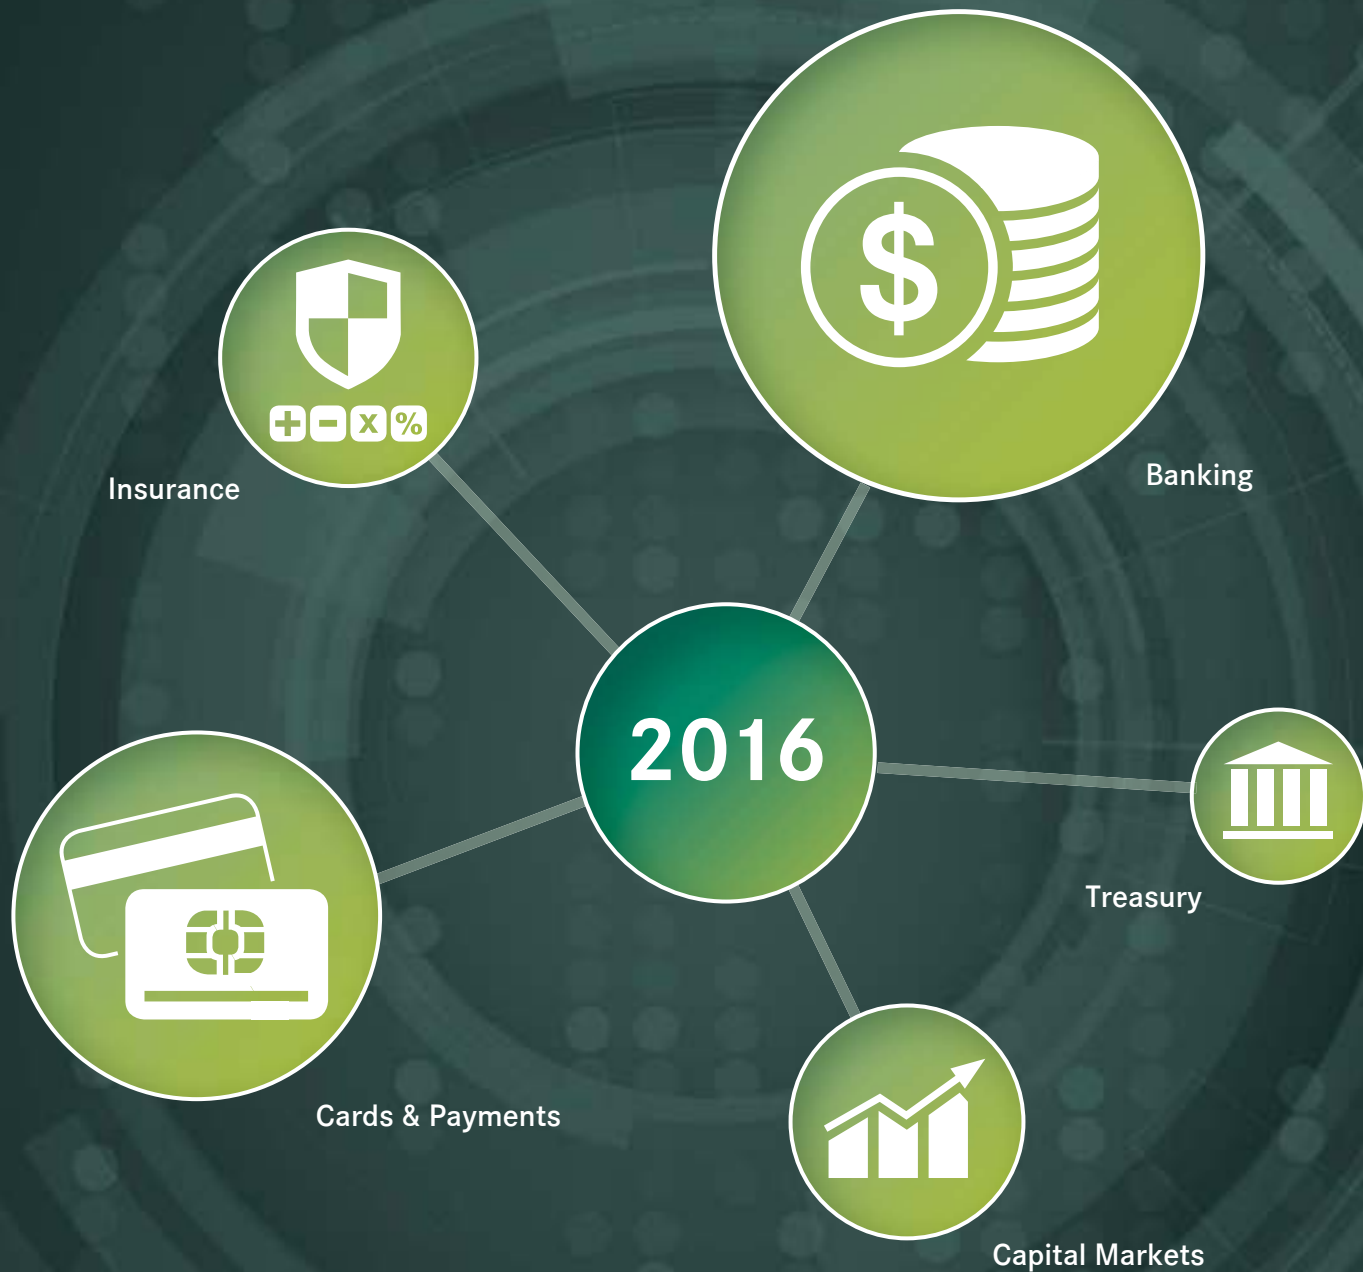 $
+ - x %
Insurance
Banking
2016
Treasury
Cards & Payments
Capital Markets